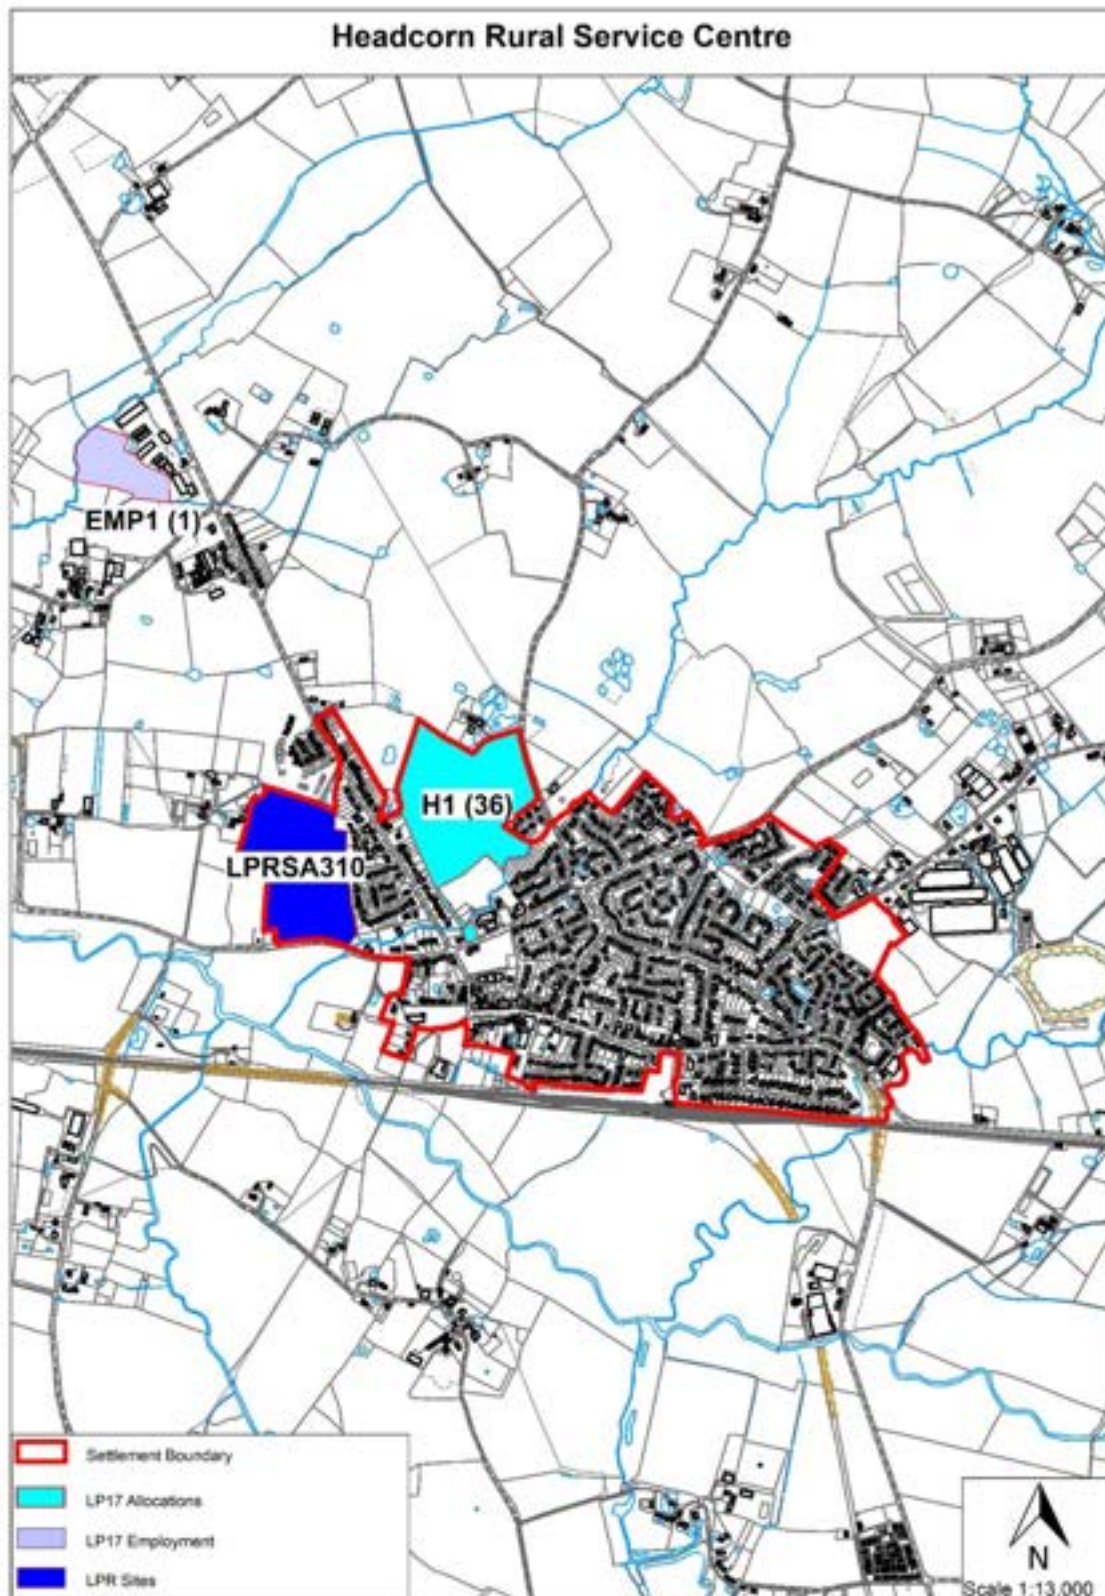 Headcorn Rural Service Centre
EMP1 (1)
H1 (36)
LPRSA310
Settlement Boundary
LP17 Allocations
LP17 Employment
LPR Sites
N
Scale 1:13,000